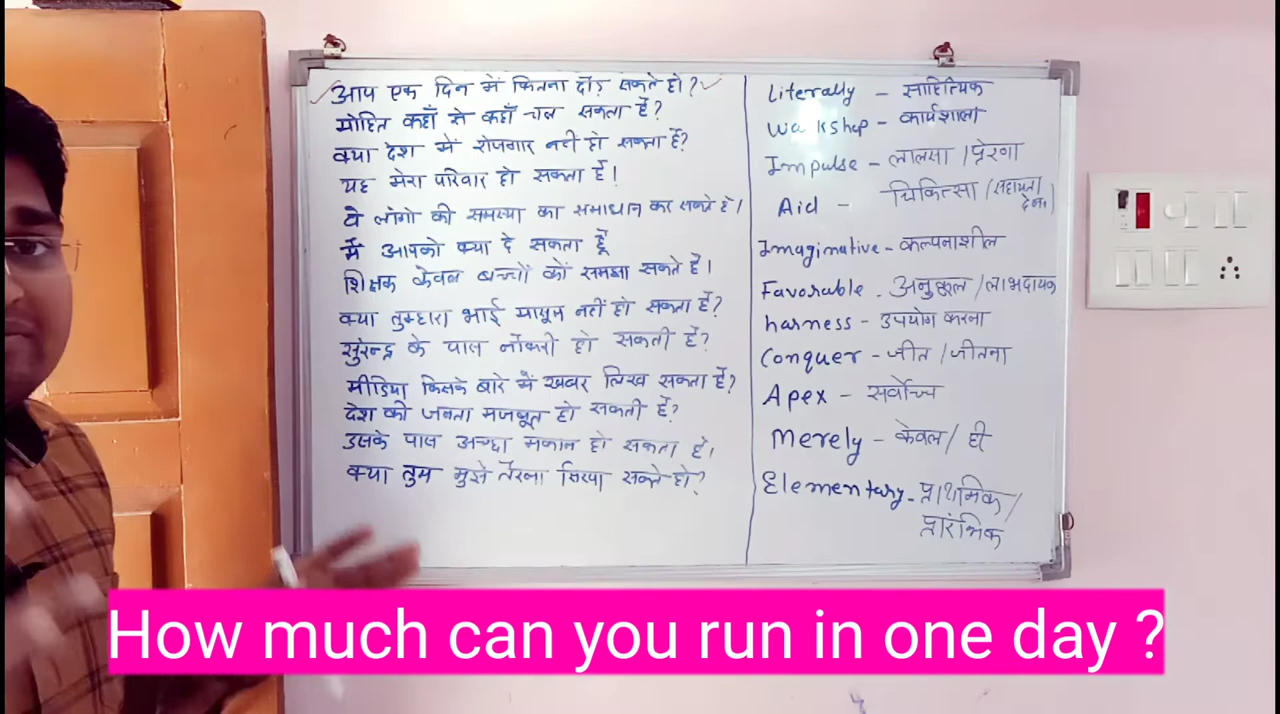 आप एक दिन में कितना दौड़ सकते हो?
मोहित कहाँ से कहाँ चल सकता हैं?
क्या देश में रोजगार नहीं हो सकता हैं?
यह मेरा परिवार हो सकता हैं!
वे लोगो की समस्या का समाधान कर सकते हैं।
मैं आपको क्या दे सकता हूँ
शिक्षक केवल बच्चों कों समझा सकते हैं।
क्या तुम्हारा भाई मासूम नहीं हो सकता हैं?
सुरेन्द्र के पास नौकरी हो सकती हैं?
मीडिया किसके बारे में खबर लिख सकता हैं?
देश की जनता मजबूत हो सकती हैं?
उसके पास अच्छा मकान हो सकता हैं।
क्या तुम मुझे तैरना सिखा सकते हो?
Literally - साहित्यिक
Workshop - कार्यशाला
Impulse - लालसा / प्रेरणा
Aid - चिकित्सा / सहायता
देना
Imaginative - कल्पनाशील
Favorable - अनुकूल / लाभदायक
harness - उपयोग करना
Conquer - जीत / जीतना
Apex - सर्वोच्च
Merely - केवल / ही
Elementary - प्राथमिक /
प्रारंभिक
How much can you run in one day ?